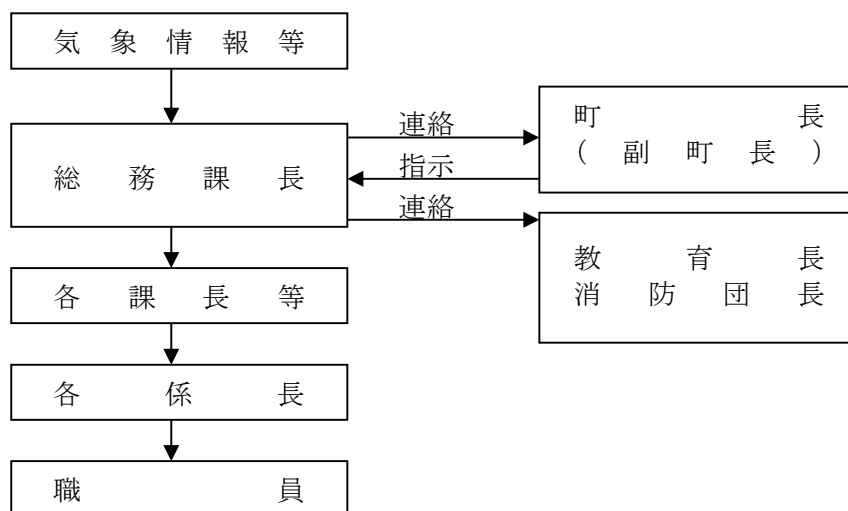 気象情報等
連絡
町長
(副町長)
総務課長
指示
連絡
教育長
消防団長
各課長等
各係長
職員